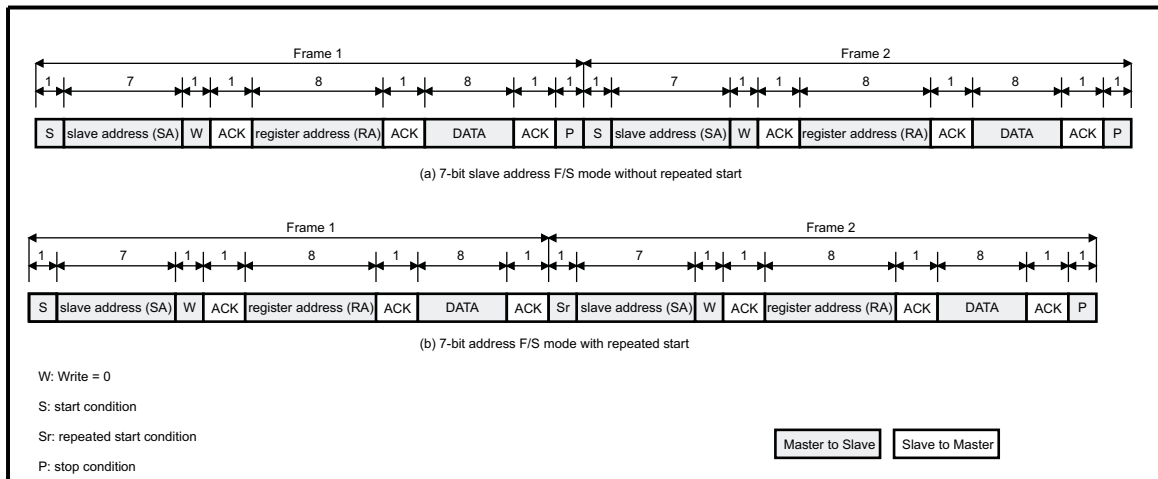 Frame 1 Frame 2
1 7 1 1 8 1 8 1 1 1 7 1 1 8 1 8 1 1
S slave address (SA) W ACK register address (RA) ACK DATA ACK P S slave address (SA) W ACK register address (RA) ACK DATA ACK P
(a) 7-bit slave address F/S mode without repeated start
Frame 1 Frame 2
1 7 1 1 8 1 8 1 1 7 1 1 8 1 8 1 1
S slave address (SA) W ACK register address (RA) ACK DATA ACK Sr slave address (SA) W ACK register address (RA) ACK DATA ACK P
(b) 7-bit address F/S mode with repeated start
W: Write = 0
S: start condition
Sr: repeated start condition
P: stop condition
Master to Slave Slave to Master